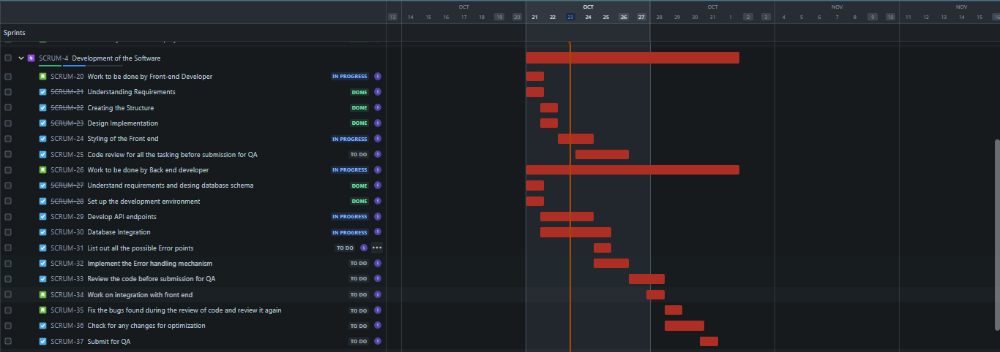 OCT OCT OCT NOV NOV
13 14 15 16 17 18 19 20 21 22 23 24 25 26 27 28 29 30 31 1 2 3 4 5 6 7 8 9 10 11 12 13 14 15 16
Sprints
SCRUM-4 Development of the Software
SCRUM-20 Work to be done by Front-end Developer IN PROGRESS
SCRUM-21 Understanding Requirements DONE
SCRUM-22 Creating the Structure DONE
SCRUM-23 Design Implementation DONE
SCRUM-24 Styling of the Front end IN PROGRESS
SCRUM-25 Code review for all the tasking before submission for QA TO DO
SCRUM-26 Work to be done by Back end developer IN PROGRESS
SCRUM-27 Understand requirements and desing database schema DONE
SCRUM-28 Set up the development environment DONE
SCRUM-29 Develop API endpoints IN PROGRESS
SCRUM-30 Database Integration IN PROGRESS
SCRUM-31 List out all the possible Error points TO DO
SCRUM-32 Implement the Error handling mechanism TO DO
SCRUM-33 Review the code before submission for QA TO DO
SCRUM-34 Work on integration with front end TO DO
SCRUM-35 Fix the bugs found during the review of code and review it again TO DO
SCRUM-36 Check for any changes for optimization TO DO
SCRUM-37 Submit for QA TO DO